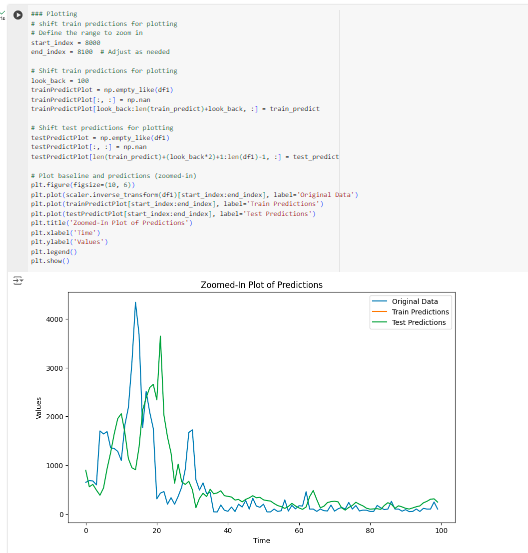 ### Plotting
# shift train predictions for plotting
# Define the range to zoom in
start_index = 8000
end_index = 8100  # Adjust as needed
# Shift train predictions for plotting
look_back = 100
trainPredictPlot = np.empty_like(df1)
trainPredictPlot[:, :] = np.nan
trainPredictPlot[look_back:len(train_predict)+look_back, :] = train_predict
# Shift test predictions for plotting
testPredictPlot = np.empty_like(df1)
testPredictPlot[:, :] = np.nan
testPredictPlot[len(train_predict)+(look_back*2)+1:len(df1)-1, :] = test_predict
# Plot baseline and predictions (zoomed-in)
plt.figure(figsize=(10, 6))
plt.plot(scaler.inverse_transform(df1)[start_index:end_index], label='Original Data')
plt.plot(trainPredictPlot[start_index:end_index], label='Train Predictions')
plt.plot(testPredictPlot[start_index:end_index], label='Test Predictions')
plt.title('Zoomed-In Plot of Predictions')
plt.xlabel('Time')
plt.ylabel('Values')
plt.legend()
plt.show()
Zoomed-In Plot of Predictions
Original Data
Train Predictions
Test Predictions
4000
3000
2000
1000
0
Values
0 20 40 60 80 100
Time